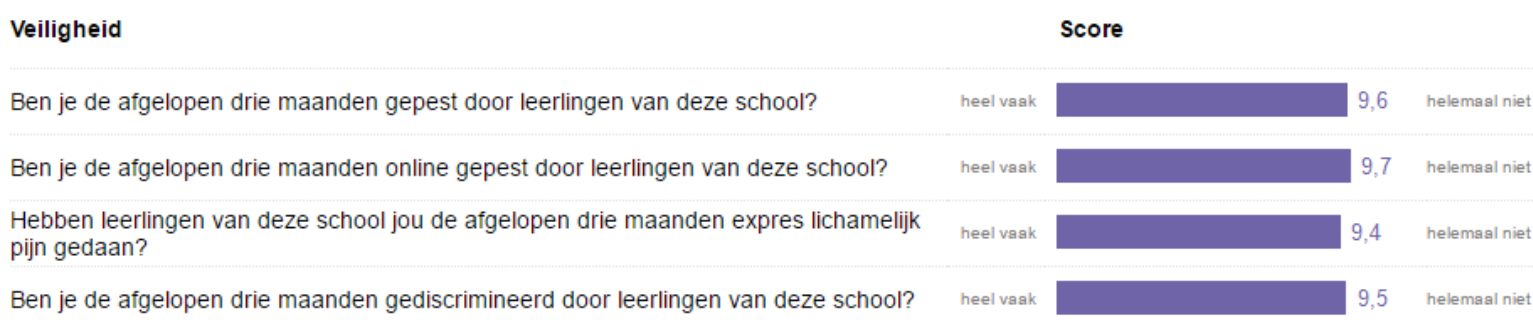 Veiligheid Score
Ben je de afgelopen drie maanden gepest door leerlingen van deze school? heel vaak 9,6 helemaal niet
Ben je de afgelopen drie maanden online gepest door leerlingen van deze school? heel vaak 9,7 helemaal niet
Hebben leerlingen van deze school jou de afgelopen drie maanden expres lichamelijk
pijn gedaan? heel vaak 9,4 helemaal niet
Ben je de afgelopen drie maanden gediscrimineerd door leerlingen van deze school? heel vaak 9,5 helemaal niet